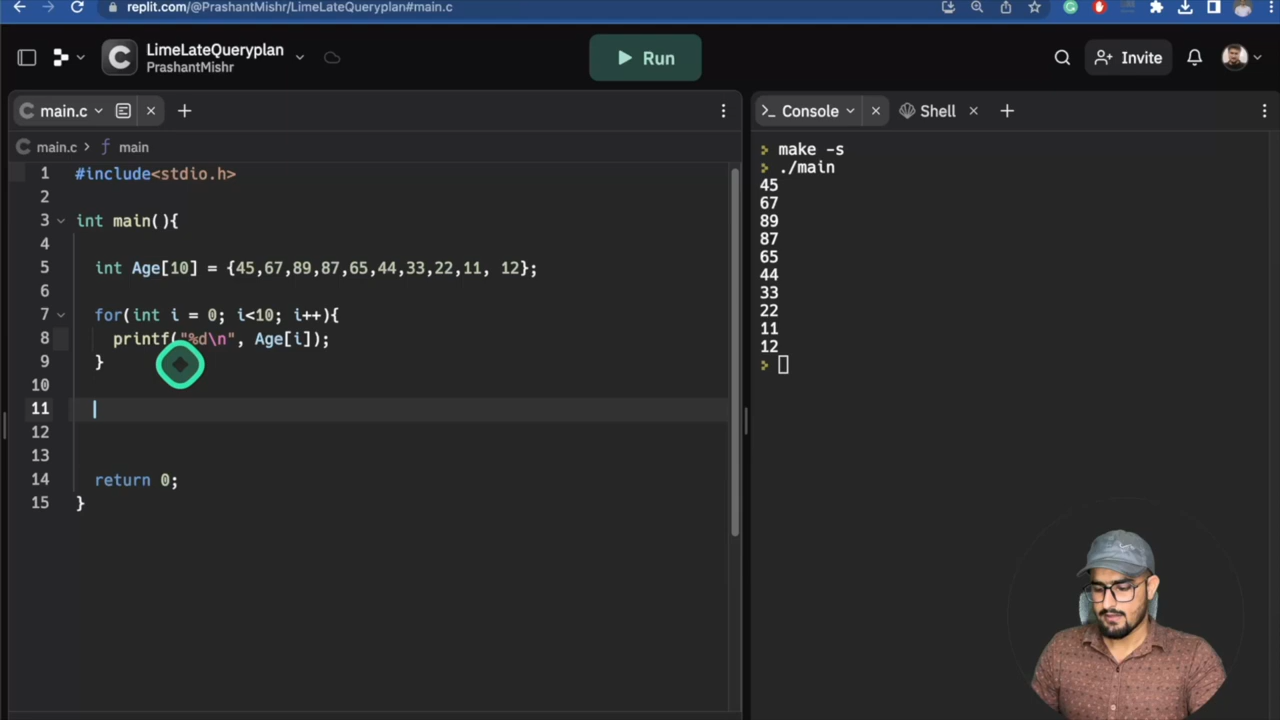 replit.com/@PrashantMishr/LimeLateQueryplan#main.c
LimeLateQueryplan
PrashantMishr
Run
Invite
main.c
Console
Shell
main.c > main
1 #include<stdio.h>
2
3 int main(){
4
5 int Age[10] = {45,67,89,87,65,44,33,22,11, 12};
6
7 for(int i = 0; i<10; i++){
8 printf("%d\n", Age[i]);
9 }
10
11
12
13
14 return 0;
15 }
make -s
./main
45
67
89
87
65
44
33
22
11
12